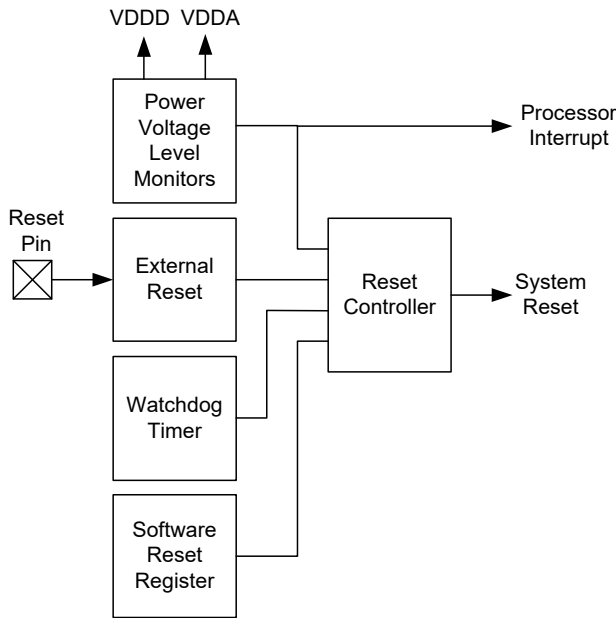 VDDD VDDA
Power
Voltage
Level
Monitors
Processor
Interrupt
Reset
Pin
External
Reset
Reset
Controller
System
Reset
Watchdog
Timer
Software
Reset
Register